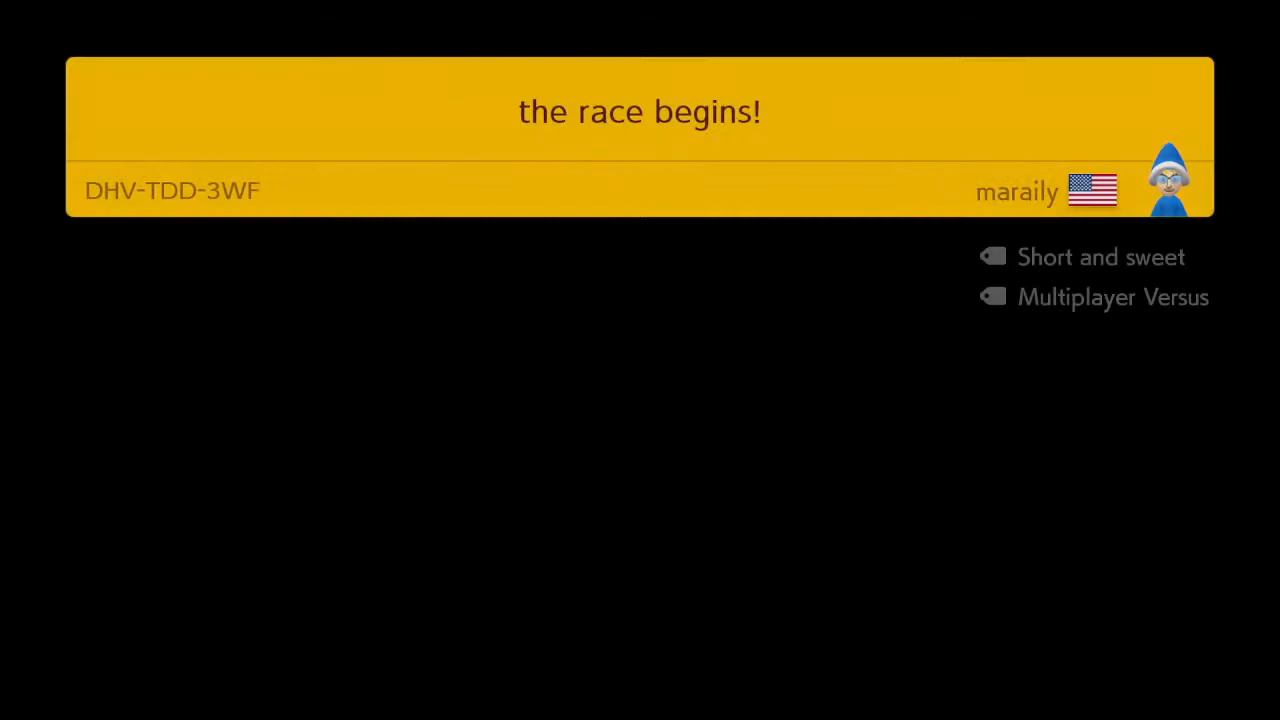 the race begins!
DHV-TDD-3WF
maraily
Short and sweet
Multiplayer Versus